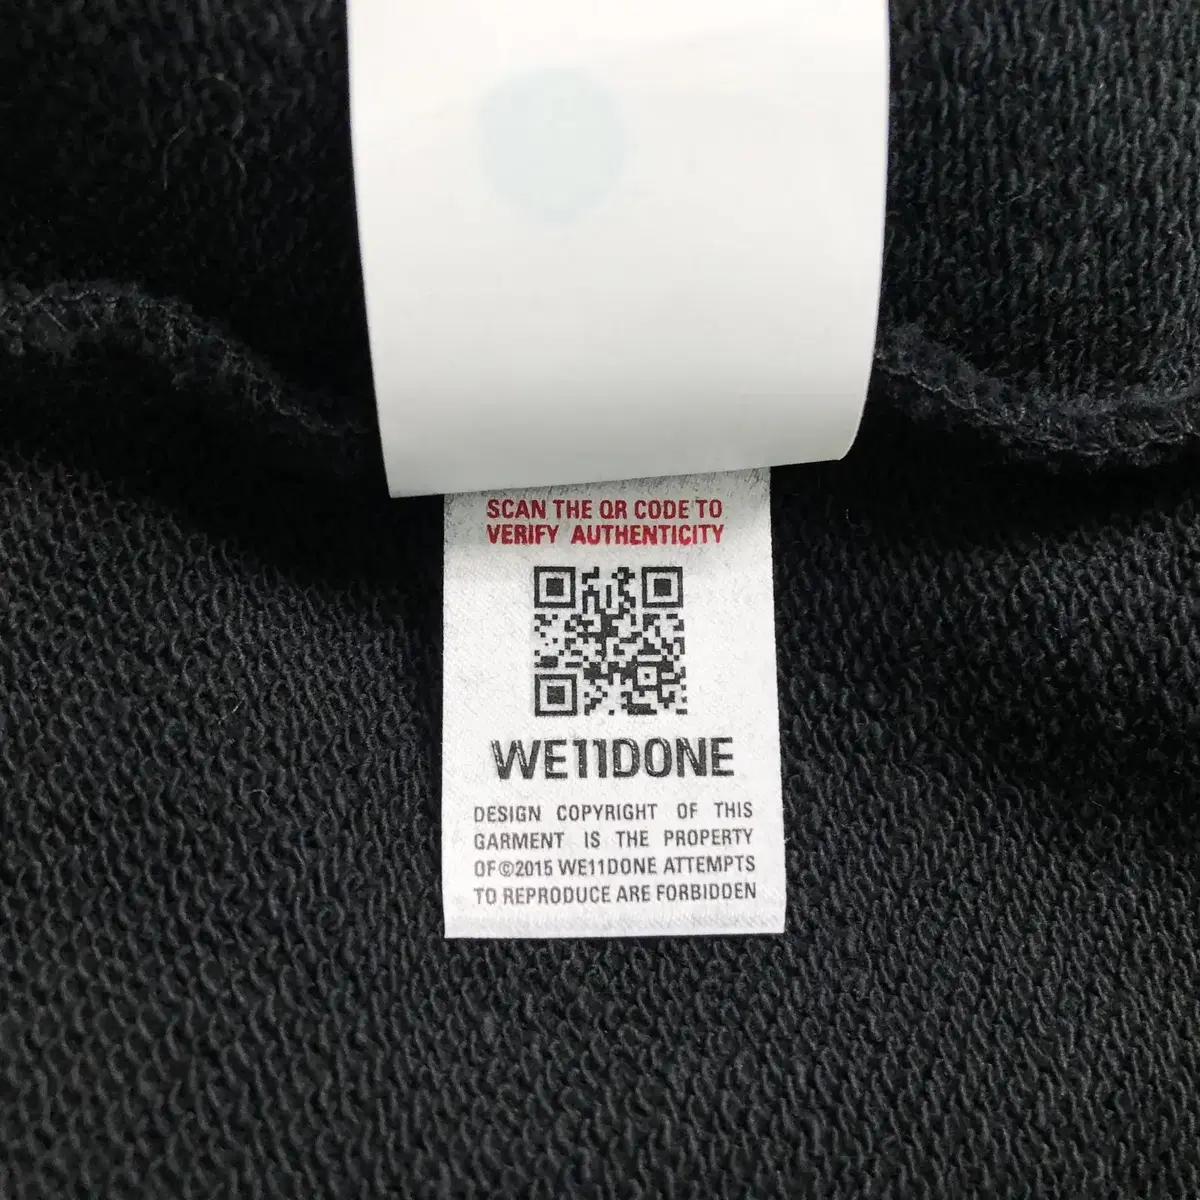 SCAN THE QR CODE TO
VERIFY AUTHENTICITY
WE11DONE
DESIGN COPYRIGHT OF THIS
GARMENT IS THE PROPERTY
OF©2015 WE11DONE ATTEMPTS
TO REPRODUCE ARE FORBIDDEN